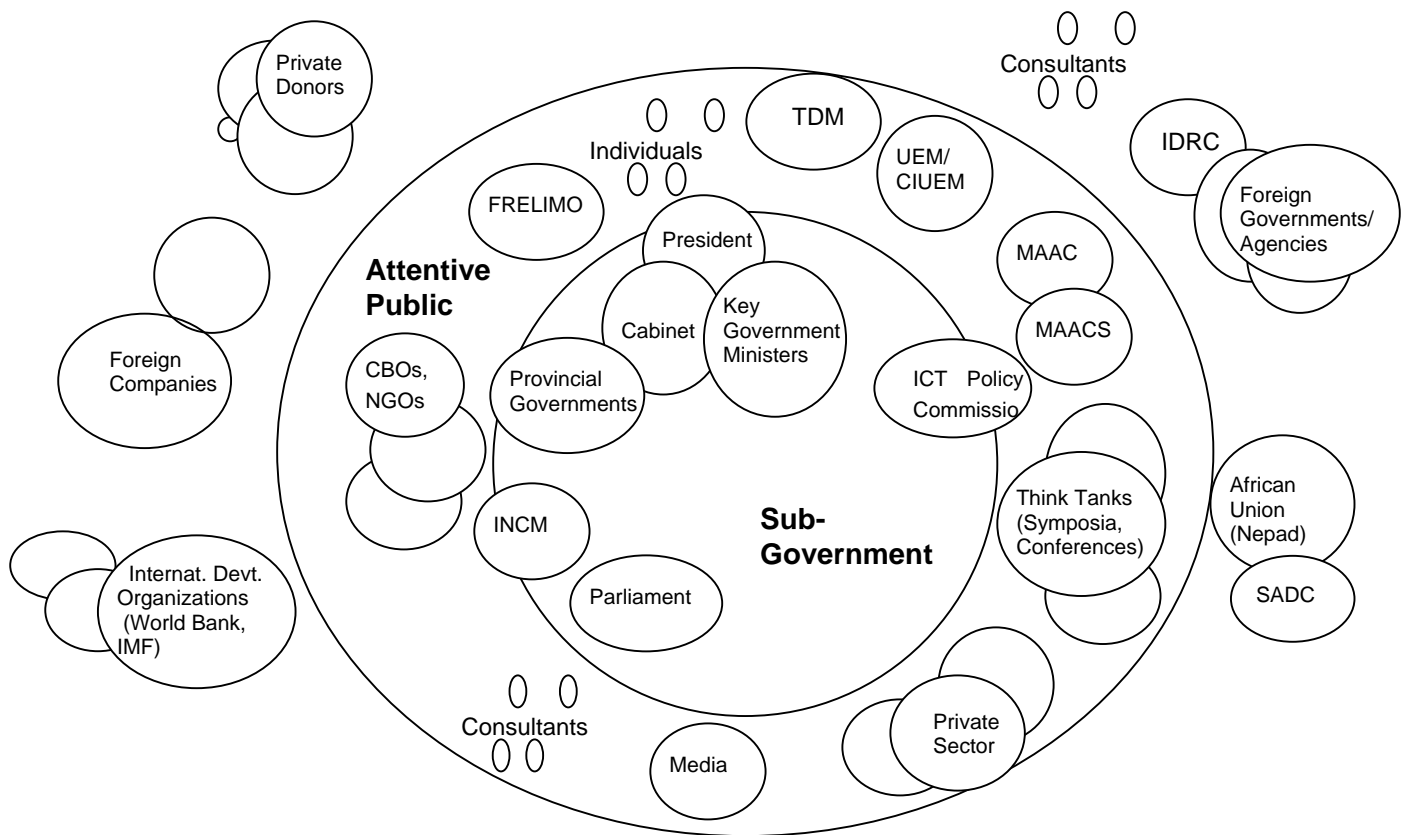 Private
Donors
Consultants
TDM
IDRC
Individuals
UEM/
CIUEM
FRELIMO
Foreign
Governments/
Agencies
President
MAAC
Attentive
Public
Key
Government
Ministers
Cabinet
MAACS
Foreign
Companies
CBOs,
NGOs
Provincial
Governments
ICT Policy
Commissio
African
Union
(Nepad)
Think Tanks
(Symposia,
Conferences)
INCM
Sub-
Government
Internat. Devt.
Organizations
(World Bank,
IMF)
Parliament
SADC
Consultants
Private
Sector
Media